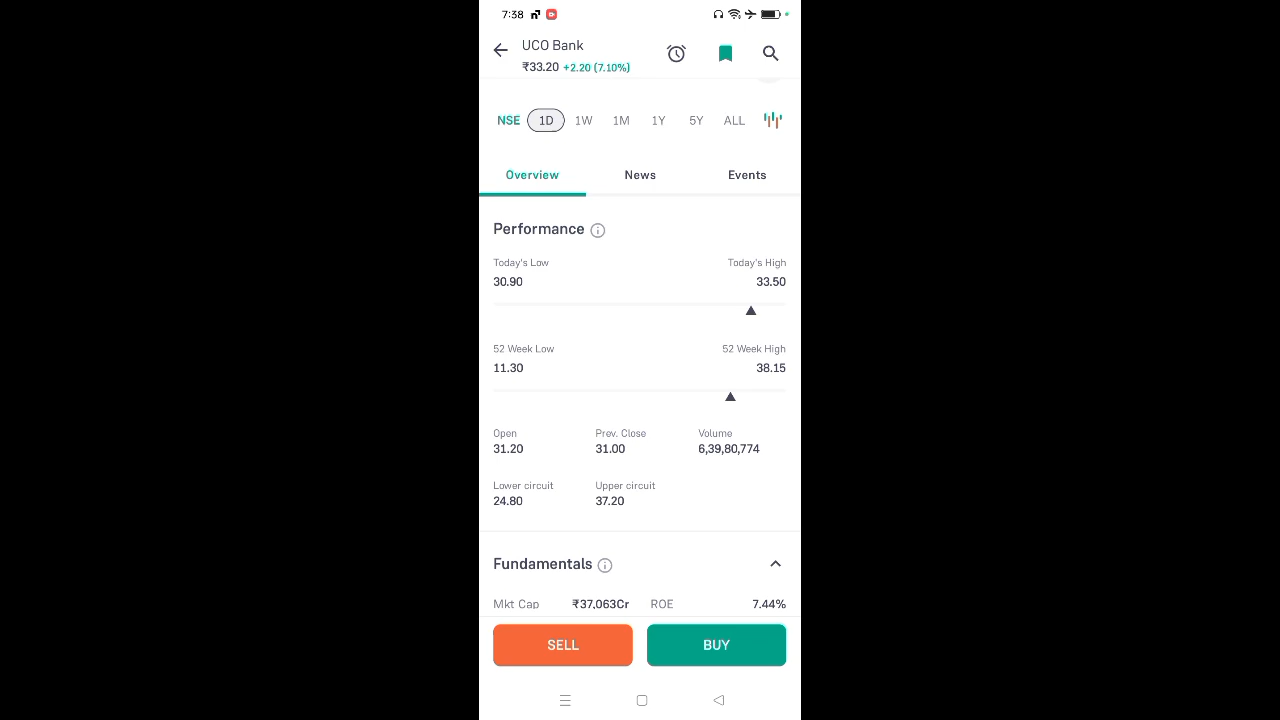 7:38
UCO Bank
₹33.20 +2.20 (7.10%)
NSE 1D 1W 1M 1Y 5Y ALL
Overview News Events
Performance
Today's Low Today's High
30.90 33.50
52 Week Low 52 Week High
11.30 38.15
Open Prev. Close Volume
31.20 31.00 6,39,80,774
Lower circuit Upper circuit
24.80 37.20
Fundamentals
Mkt Cap ₹37,063Cr ROE 7.44%
SELL BUY